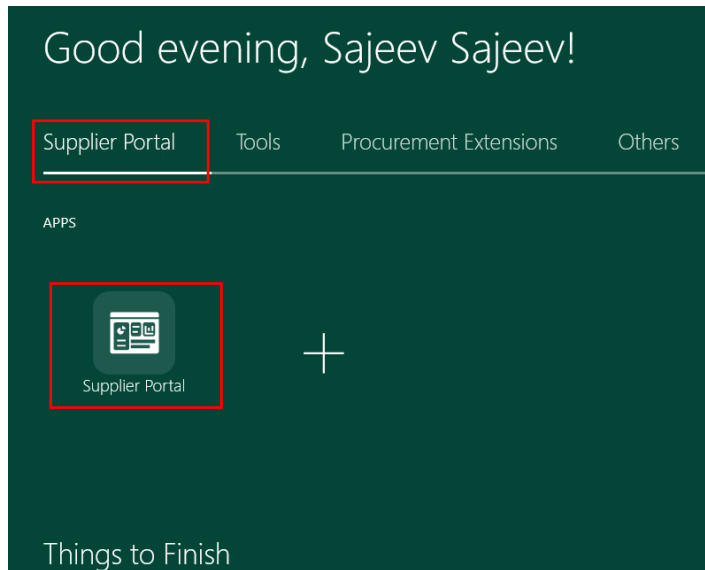 Good evening, Sajeev Sajeev!
Supplier Portal Tools Procurement Extensions Others
APPS
Supplier Portal
Things to Finish